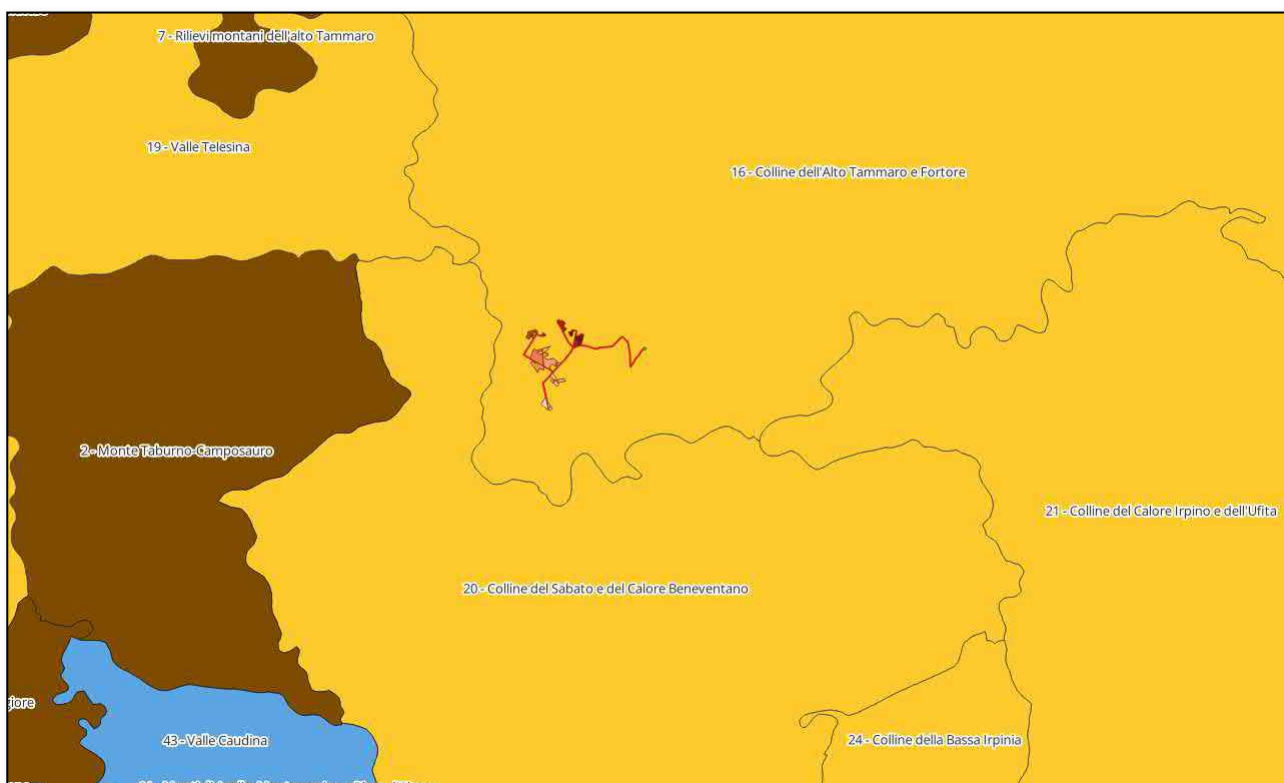 7 - Rilievi montani dell'alto Tammaro
19 - Valle Telesina
16 - Colline dell'Alto Tammaro e Fortore
2 - Monte Taburno-Camposauro
21 - Colline del Calore Irpino e dell'Ufita
20 - Colline del Sabato e del Calore Beneventano
43 - Valle Caudina
24 - Colline della Bassa Irpinia